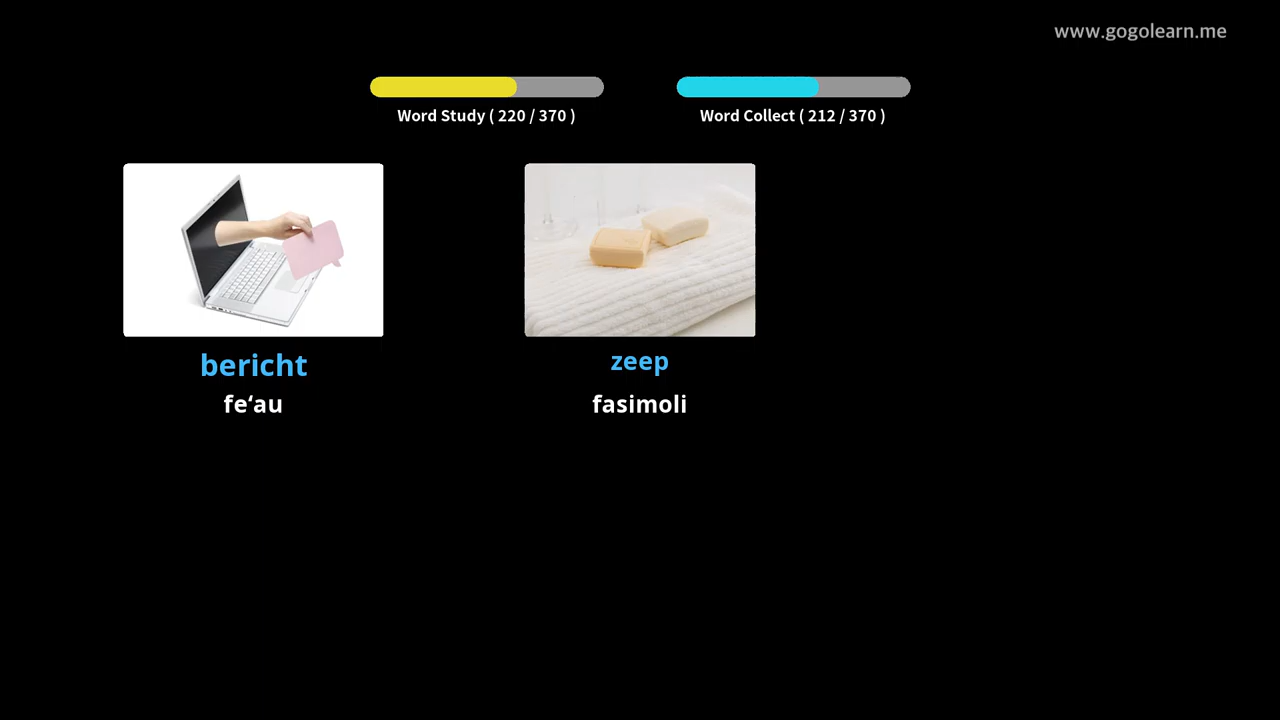 www.gogolearn.me
Word Study ( 220 / 370 )
Word Collect ( 212 / 370 )
bericht
fe‘au
zeep
fasimoli